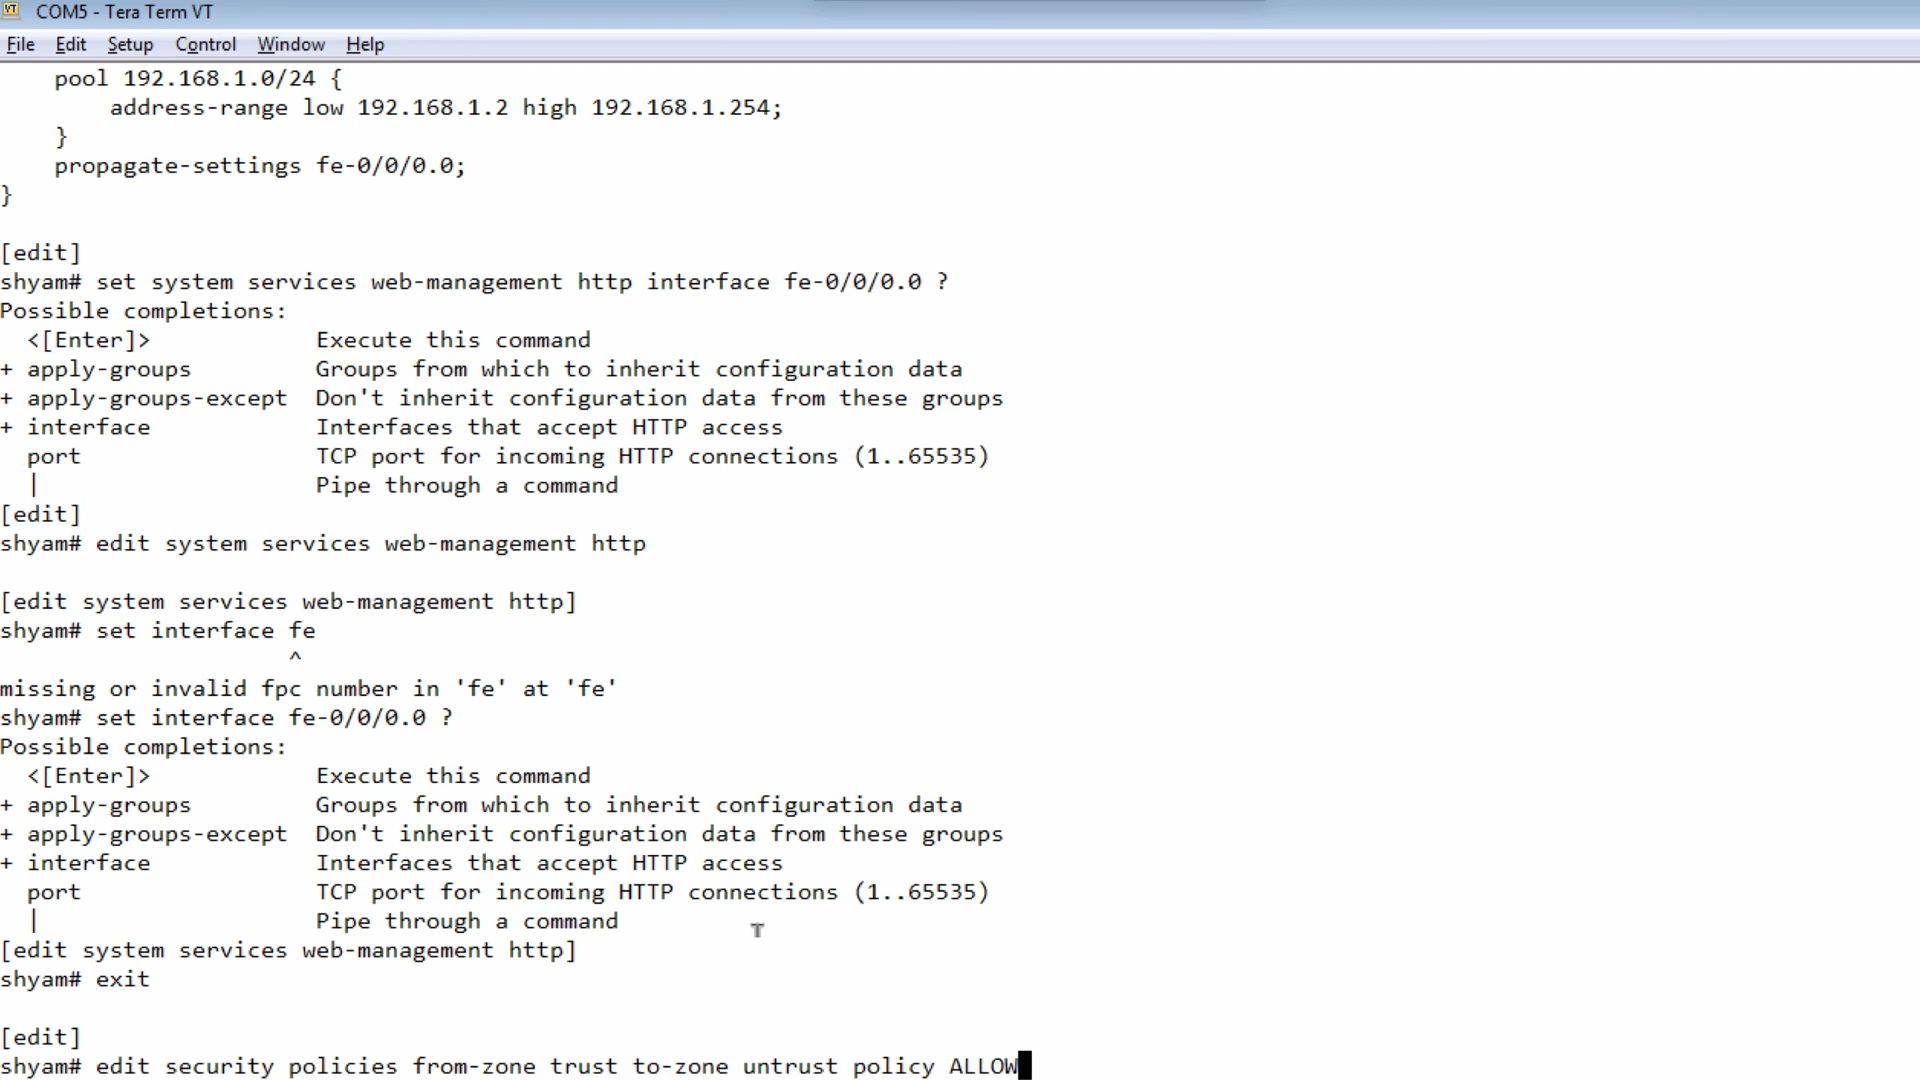 COM5 - Tera Term VT
File Edit Setup Control Window Help
pool 192.168.1.0/24 {
address-range low 192.168.1.2 high 192.168.1.254;
}
propagate-settings fe-0/0/0.0;
}
[edit]
shyam# set system services web-management http interface fe-0/0/0.0 ?
Possible completions:
<[Enter]> Execute this command
+ apply-groups Groups from which to inherit configuration data
+ apply-groups-except Don't inherit configuration data from these groups
+ interface Interfaces that accept HTTP access
port TCP port for incoming HTTP connections (1..65535)
| Pipe through a command
[edit]
shyam# edit system services web-management http
[edit system services web-management http]
shyam# set interface fe
^
missing or invalid fpc number in 'fe' at 'fe'
shyam# set interface fe-0/0/0.0 ?
Possible completions:
<[Enter]> Execute this command
+ apply-groups Groups from which to inherit configuration data
+ apply-groups-except Don't inherit configuration data from these groups
+ interface Interfaces that accept HTTP access
port TCP port for incoming HTTP connections (1..65535)
| Pipe through a command
[edit system services web-management http]
shyam# exit
[edit]
shyam# edit security policies from-zone trust to-zone untrust policy ALLOW